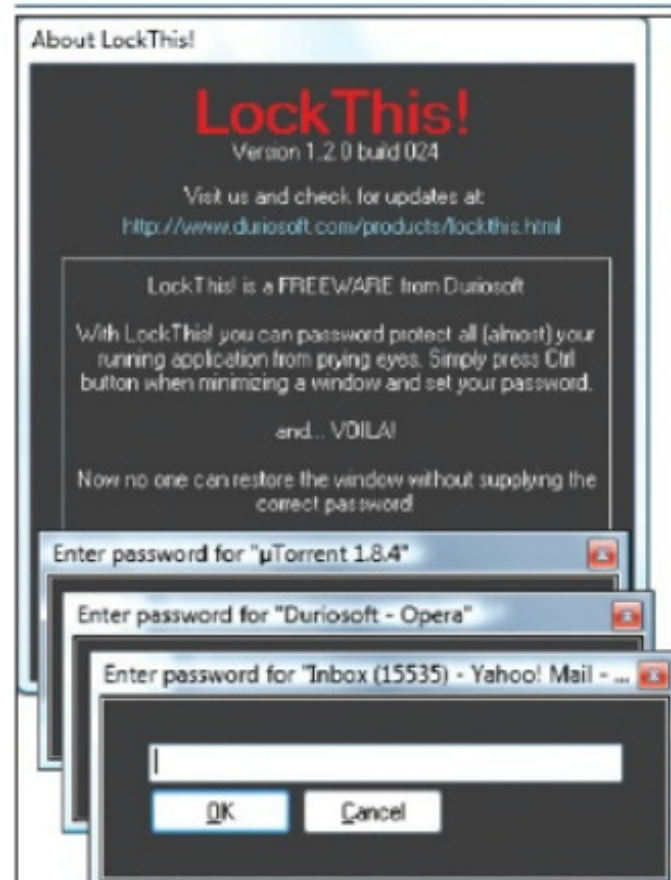 About LockThis!
LockThis!
Version 1.2.0 build 024
Visit us and check for updates at:
http://www.duriosoft.com/products/lockthis.html
LockThis! is a FREEWARE from Duriosoft
With LockThis! you can password protect all (almost) your
running application from prying eyes. Simply press Ctrl
button when minimizing a window and set your password.
and... VOILA!
Now no one can restore the window without supplying the
correct password
Enter password for "µTorrent 1.8.4"
Enter password for "Duriosoft - Opera"
Enter password for "Inbox (15535) - Yahoo! Mail - ...
OK
Cancel